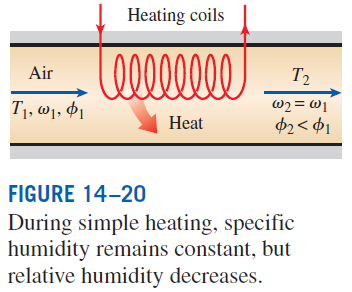 Heating coils
Air
T₁, ω₁, ϕ₁
Heat
T₂
ω₂ = ω₁
ϕ₂ < ϕ₁
FIGURE 14–20
During simple heating, specific
humidity remains constant, but
relative humidity decreases.